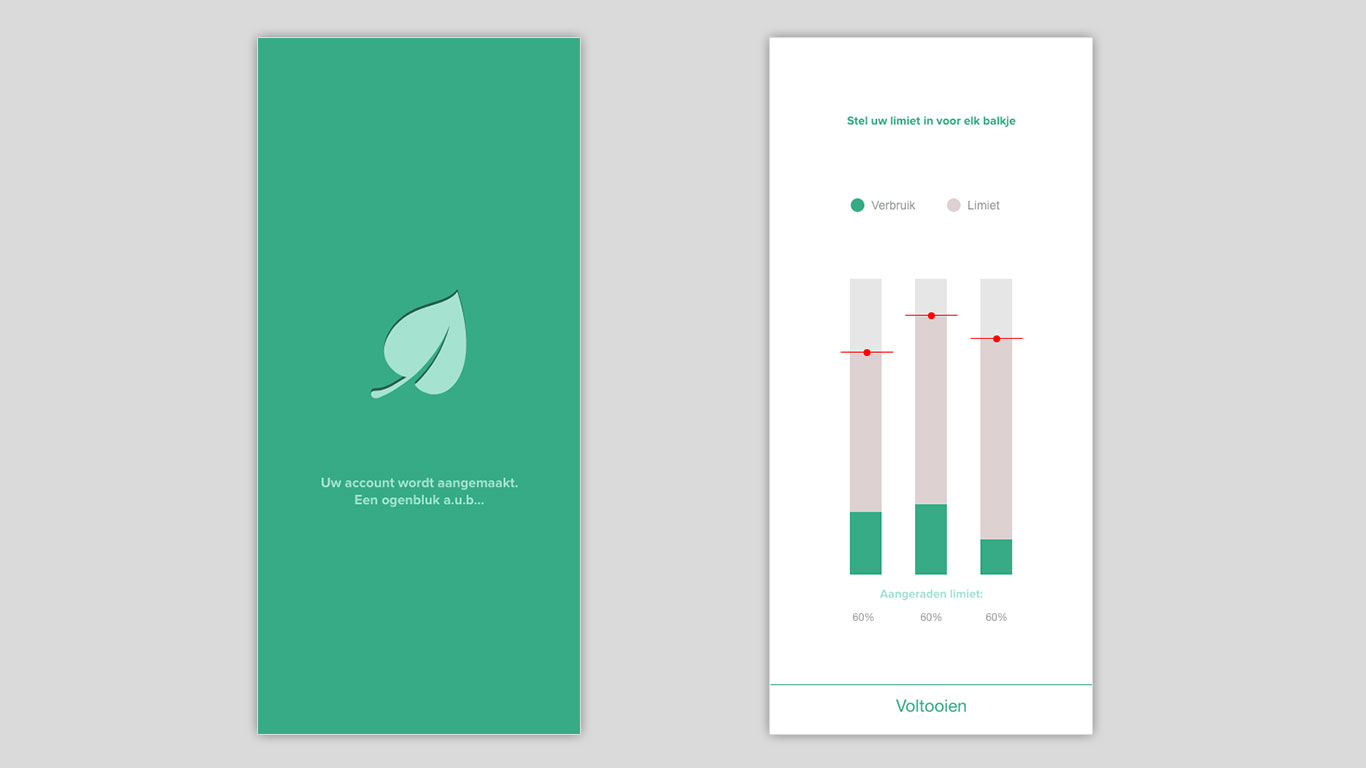 Uw account wordt aangemaakt.
Een ogenbluk a.u.b...
Stel uw limiet in voor elk balkje
Verbruik
Limiet
Aangeraden limiet:
60%
60%
60%
Voltooien